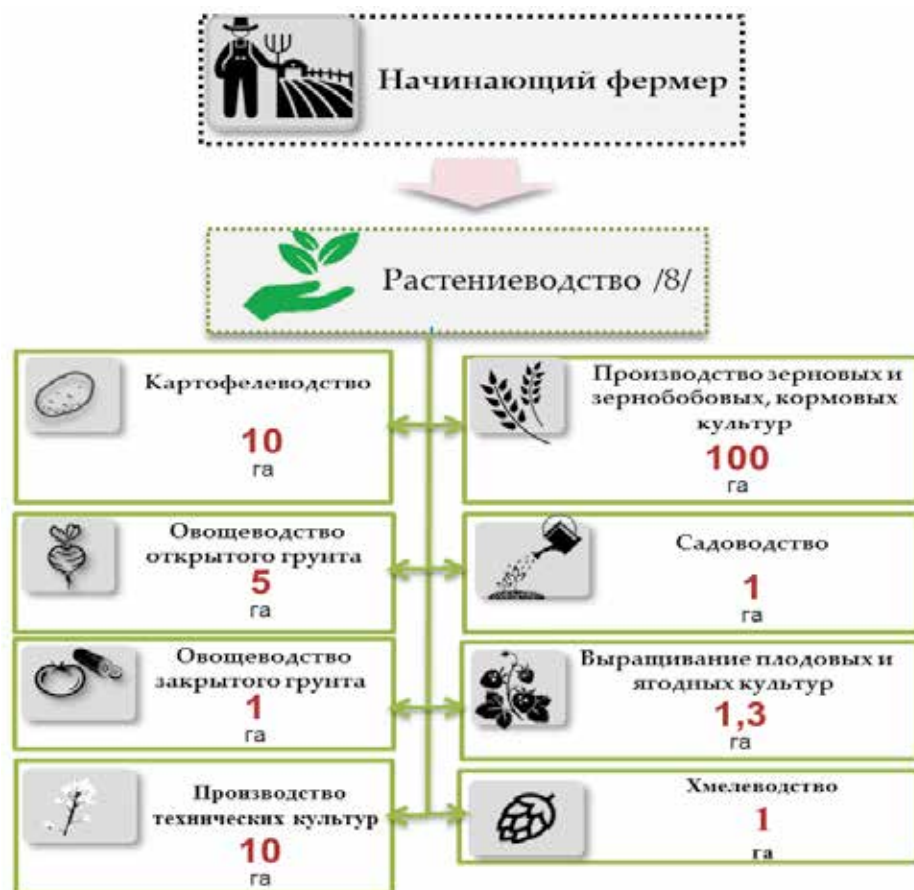 Начинающий фермер
Растениеводство /8/
Картофелеводство
10
га
Производство зерновых и
зернобобовых, кормовых
культур
100
га
Овощеводство
открытого грунта
5
га
Садоводство
1
га
Овощеводство
закрытого грунта
1
га
Выращивание плодовых и
ягодных культур
1,3
га
Производство
технических культур
10
га
Хмелеводство
1
га